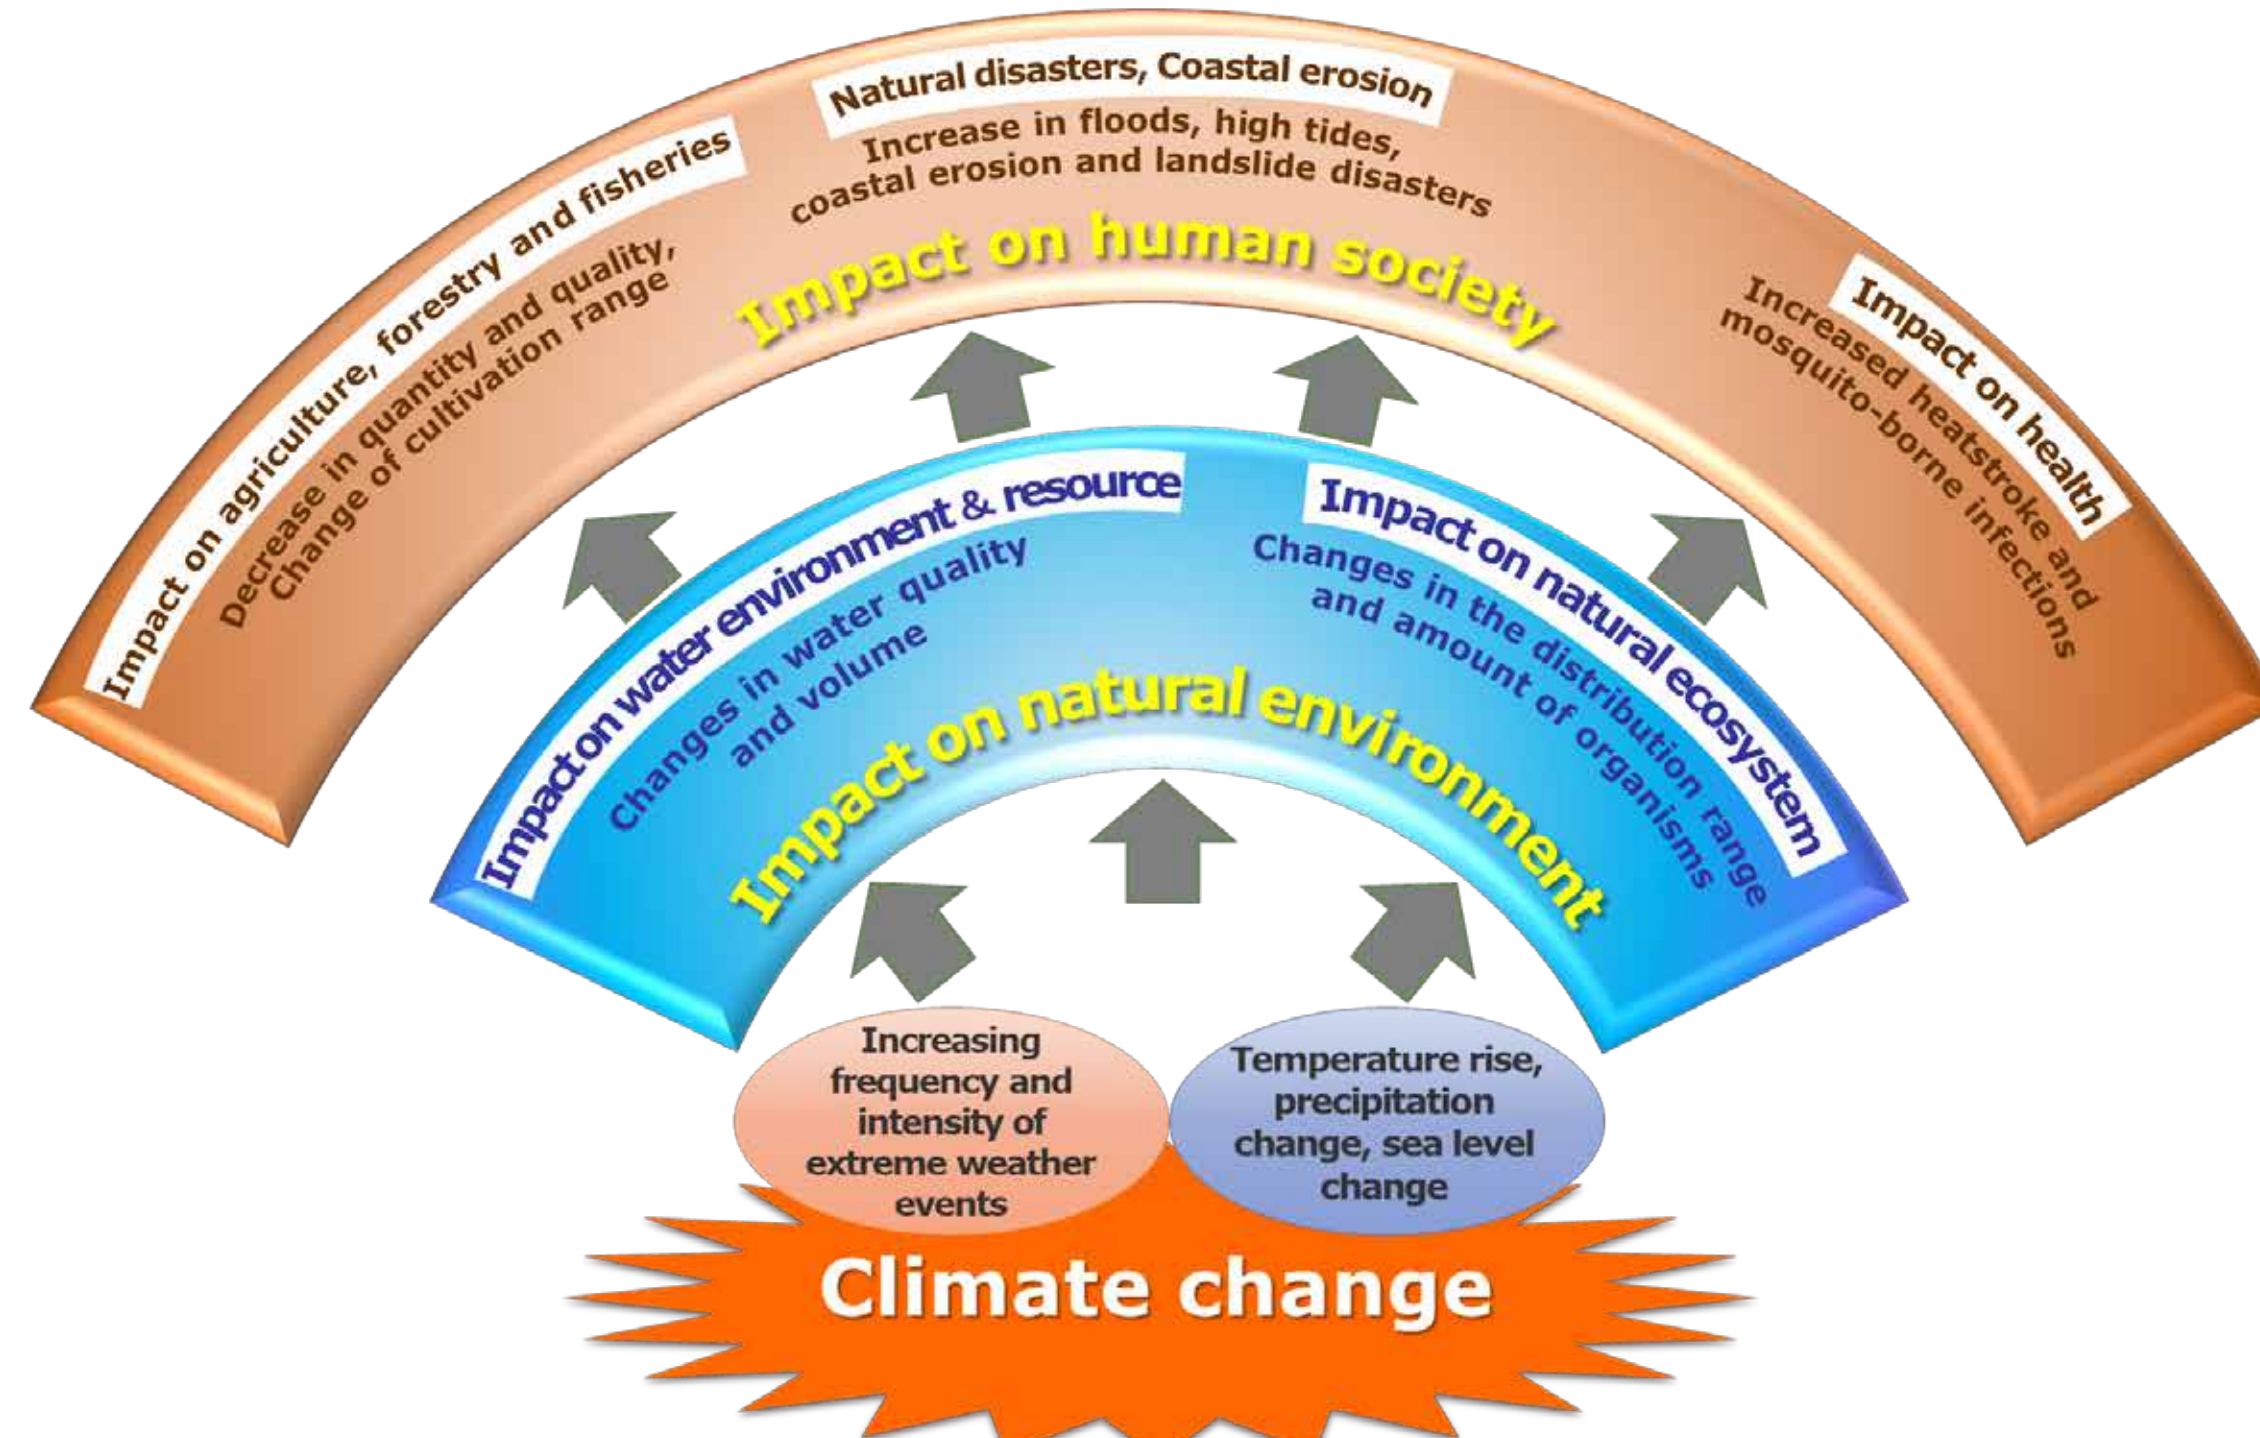 Natural disasters, Coastal erosion
Increase in floods, high tides,
coastal erosion and landslide disasters
Impact on agriculture, forestry and fisheries
Decrease in quantity and quality,
Change of cultivation range
Impact on health
Increased heatstroke and
mosquito-borne infections
Impact on human society
Impact on water environment & resource
Changes in water quality
and volume
Impact on natural ecosystem
Changes in the distribution range
and amount of organisms
Impact on natural environment
Increasing
frequency and
intensity of
extreme weather
events
Temperature rise,
precipitation
change, sea level
change
Climate change